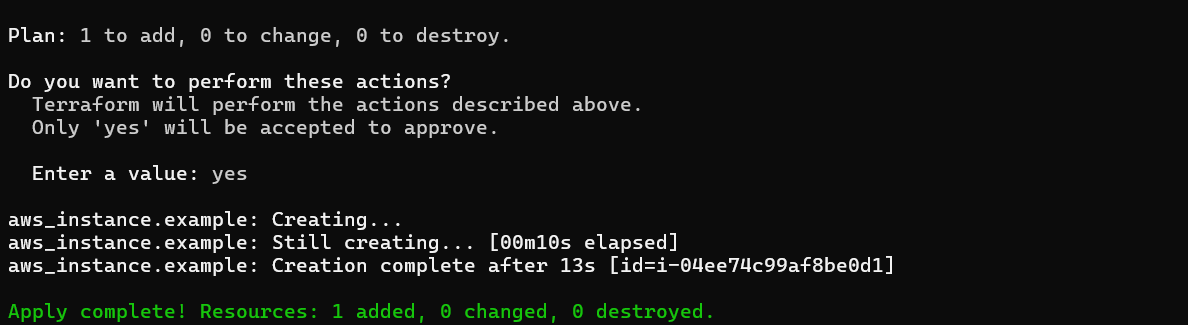 Plan: 1 to add, 0 to change, 0 to destroy.
Do you want to perform these actions?
Terraform will perform the actions described above.
Only 'yes' will be accepted to approve.
Enter a value: yes
aws_instance.example: Creating...
aws_instance.example: Still creating... [00m10s elapsed]
aws_instance.example: Creation complete after 13s [id=i-04ee74c99af8be0d1]
Apply complete! Resources: 1 added, 0 changed, 0 destroyed.